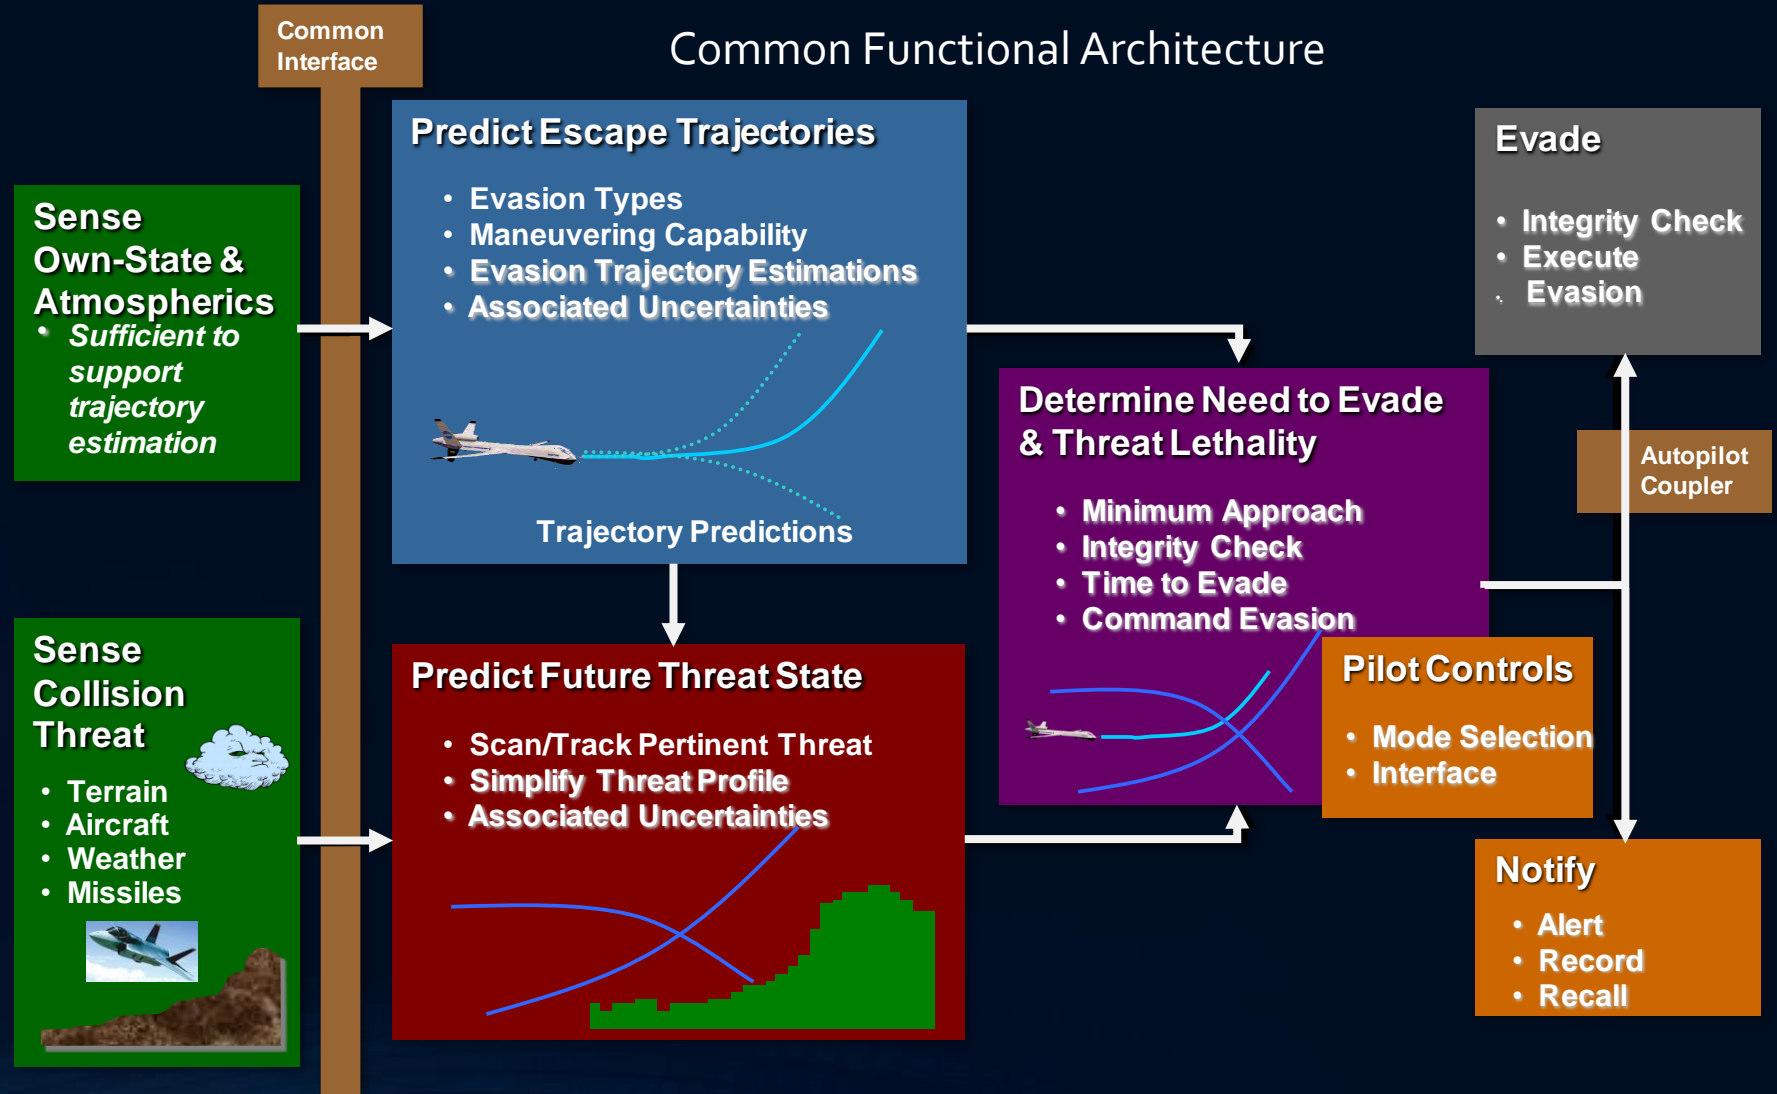 Common Functional Architecture
Common
Interface
Sense
Own-State &
Atmospherics
• Sufficient to
support
trajectory
estimation
Sense
Collision
Threat
• Terrain
• Aircraft
• Weather
• Missiles
Predict Escape Trajectories
• Evasion Types
• Maneuvering Capability
• Evasion Trajectory Estimations
• Associated Uncertainties
Trajectory Predictions
Predict Future Threat State
• Scan/Track Pertinent Threat
• Simplify Threat Profile
• Associated Uncertainties
Determine Need to Evade
& Threat Lethality
• Minimum Approach
• Integrity Check
• Time to Evade
• Command Evasion
Pilot Controls
• Mode Selection
• Interface
Evade
• Integrity Check
• Execute
• Evasion
Autopilot
Coupler
Notify
• Alert
• Record
• Recall